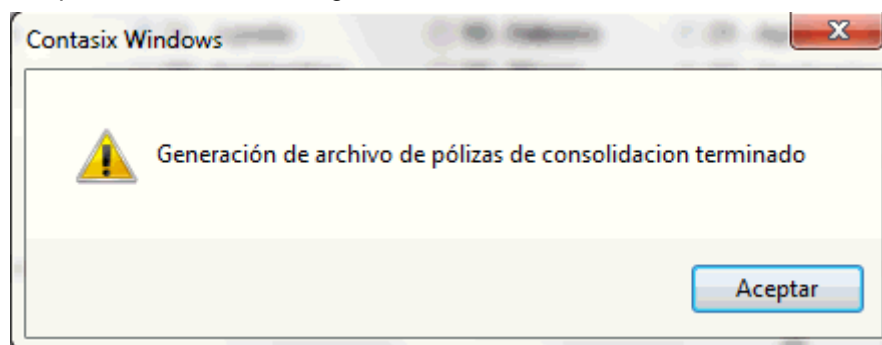 Contasix Windows
Generación de archivo de pólizas de consolidacion terminado
Aceptar